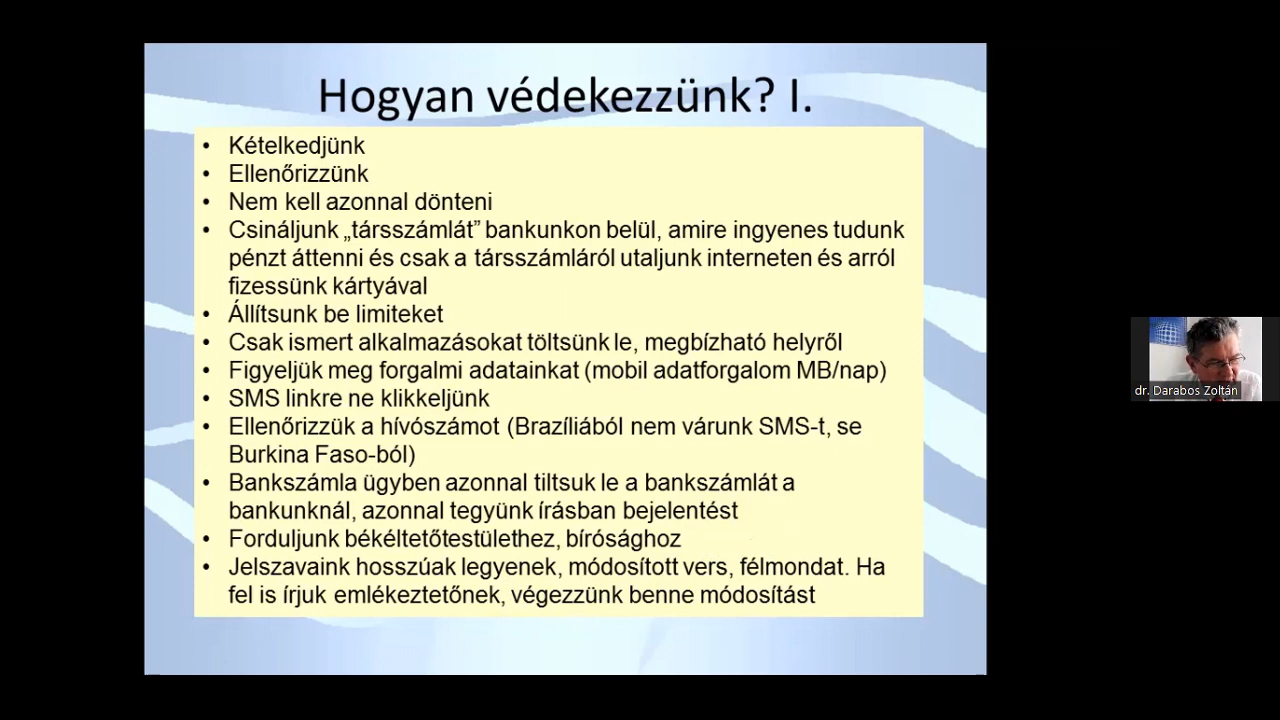 Hogyan védekezzünk? I.
• Kételkedjünk
• Ellenőrizzünk
• Nem kell azonnal dönteni
• Csináljunk „társszámlát” bankunkon belül, amire ingyenes tudunk
pénzt áttenni és csak a társszámláról utaljunk interneten és arról
fizessünk kártyával
• Állítsunk be limiteket
• Csak ismert alkalmazásokat töltsünk le, megbízható helyről
• Figyeljük meg forgalmi adatainkat (mobil adatforgalom MB/nap)
• SMS linkre ne klikkeljünk
• Ellenőrizzük a hívószámot (Brazíliából nem várunk SMS-t, se
Burkina Faso-ból)
• Bankszámla ügyben azonnal tiltsuk le a bankszámlát a
bankunknál, azonnal tegyünk írásban bejelentést
• Forduljunk békéltetőtestülethez, bírósághoz
• Jelszavaink hosszúak legyenek, módosított vers, félmondat. Ha
fel is írjuk emlékeztetőnek, végezzünk benne módosítást
dr. Darabos Zoltán